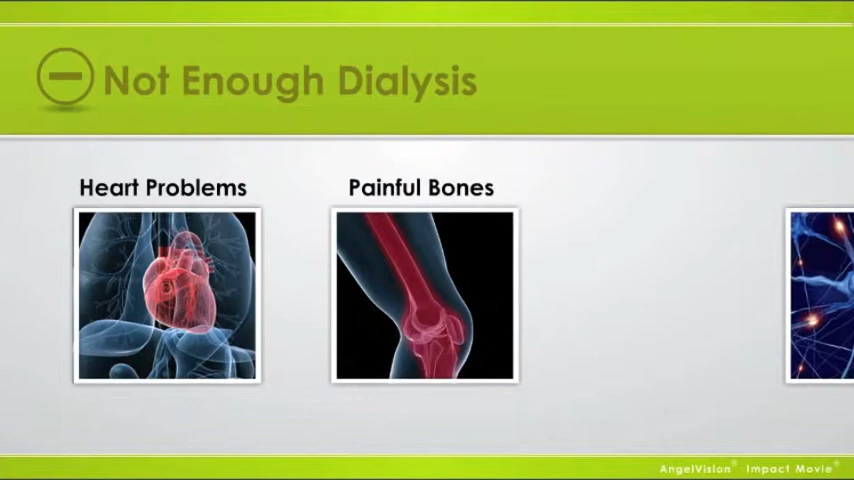 Not Enough Dialysis
Heart Problems
Painful Bones
AngelVision® Impact Movie®